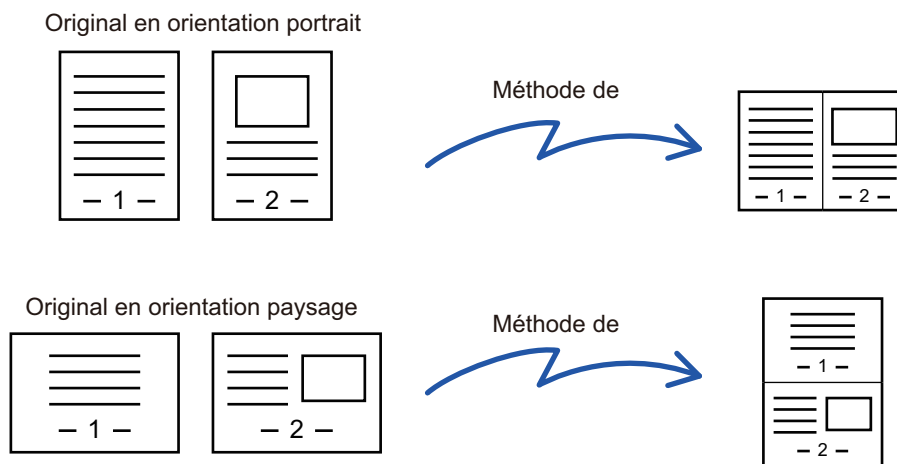 Original en orientation portrait
Méthode de
– 1 –
– 2 –
– 1 –
– 2 –
Original en orientation paysage
Méthode de
– 1 –
– 2 –
– 1 –
– 2 –